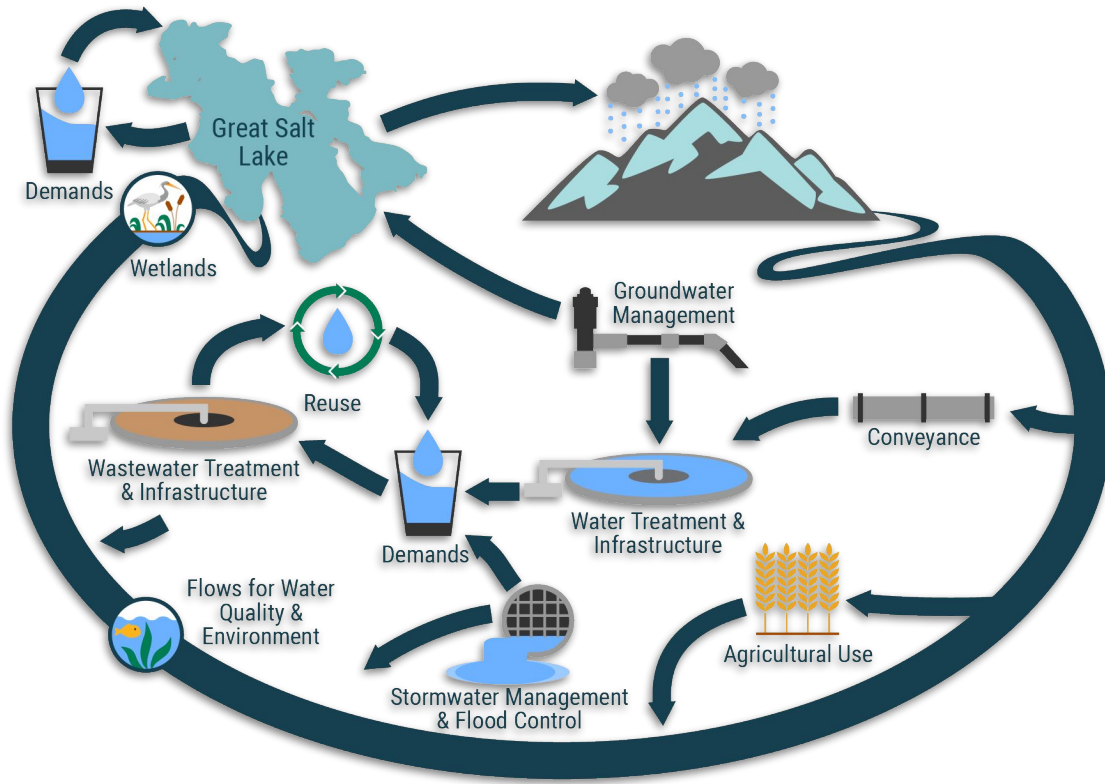 Great Salt
Lake
Demands
Wetlands
Groundwater
Management
Reuse
Conveyance
Wastewater Treatment
& Infrastructure
Water Treatment &
Infrastructure
Demands
Flows for Water
Quality &
Environment
Agricultural Use
Stormwater Management
& Flood Control